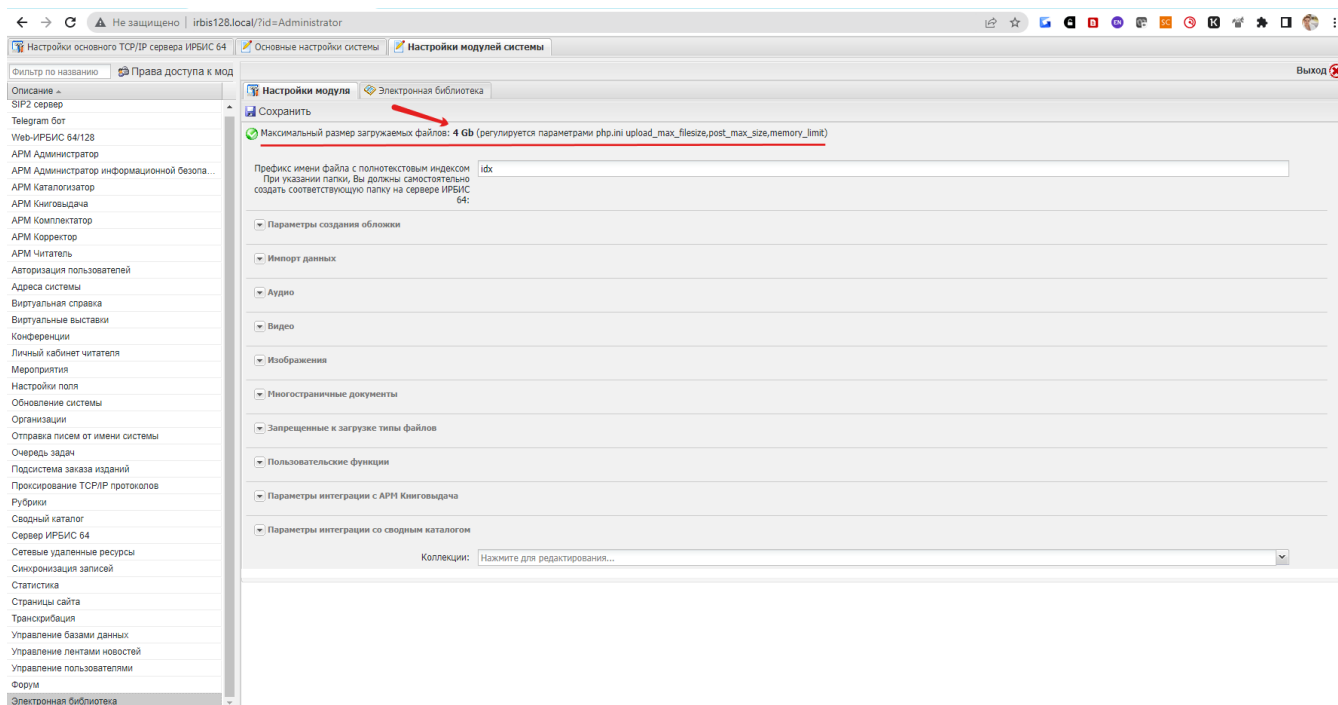 Не защищено | irbis128.local/?id=Administrator
Настройки основного TCP/IP сервера ИРБИС 64 Основные настройки системы Настройки модулей системы
Фильтр по названию Права доступа к мод
Выход
Описание
SIP2 сервер
Telegram бот
Web-ИРБИС 64/128
АРМ Администратор
АРМ Администратор информационной безопа...
АРМ Каталогизатор
АРМ Книговыдача
АРМ Комплектатор
АРМ Корректор
АРМ Читатель
Авторизация пользователей
Адреса системы
Виртуальная справка
Виртуальные выставки
Конференции
Личный кабинет читателя
Мероприятия
Настройки поля
Обновление системы
Организации
Отправка писем от имени системы
Очередь задач
Подсистема заказа изданий
Проксирование TCP/IP протоколов
Рубрики
Сводный каталог
Сервер ИРБИС 64
Сетевые удаленные ресурсы
Синхронизация записей
Статистика
Страницы сайта
Транскрибация
Управление базами данных
Управление лентами новостей
Управление пользователями
Форум
Электронная библиотека
Настройки модуля Электронная библиотека
Сохранить
Максимальный размер загружаемых файлов: 4 Gb (регулируется параметрами php.ini upload_max_filesize,post_max_size,memory_limit)
Префикс имени файла с полнотекстовым индексом idx
При указании папки, Вы должны самостоятельно
создать соответствующую папку на сервере ИРБИС
64:
Параметры создания обложки
Импорт данных
Аудио
Видео
Изображения
Многостраничные документы
Запрещенные к загрузке типы файлов
Пользовательские функции
Параметры интеграции с АРМ Книговыдача
Параметры интеграции со сводным каталогом
Коллекции: Нажмите для редактирования...